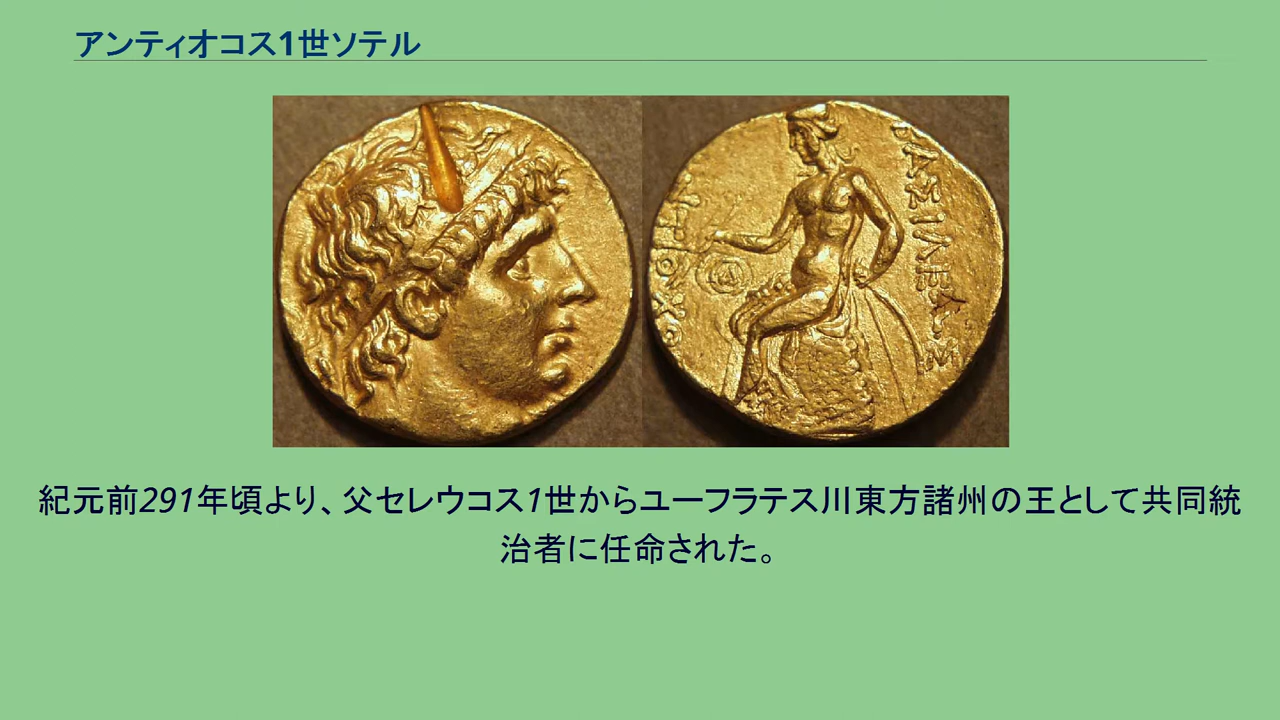 アンティオコス1世ソテル
ΒΑΣΙΛΕΩΣ
紀元前291年頃より、父セレウコス1世からユーフラテス川東方諸州の王として共同統
治者に任命された。